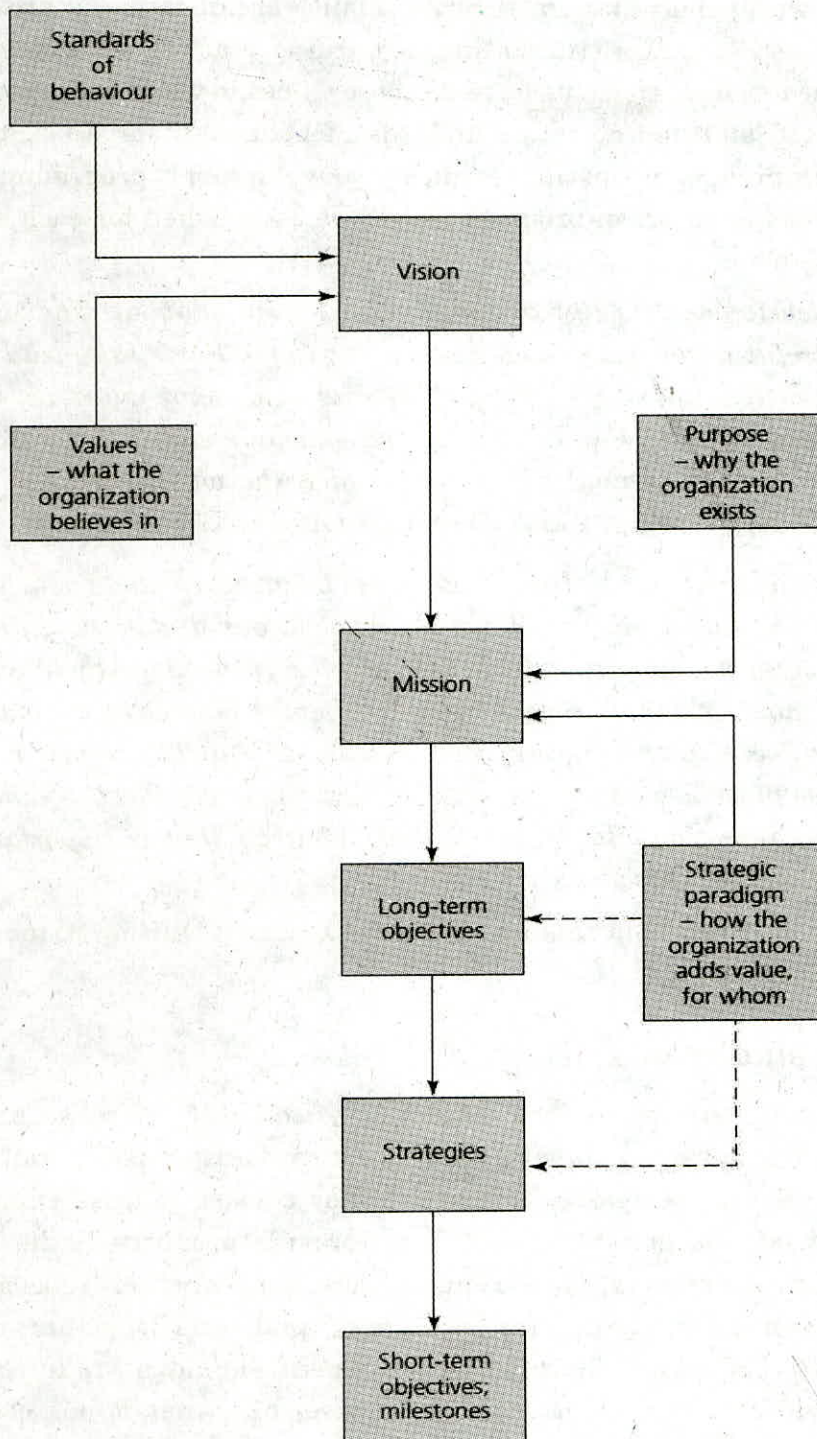 Standards
of
behaviour
Vision
Values
– what the
organization
believes in
Purpose
– why the
organization
exists
Mission
Long-term
objectives
Strategic
paradigm
– how the
organization
adds value,
for whom
Strategies
Short-term
objectives;
milestones